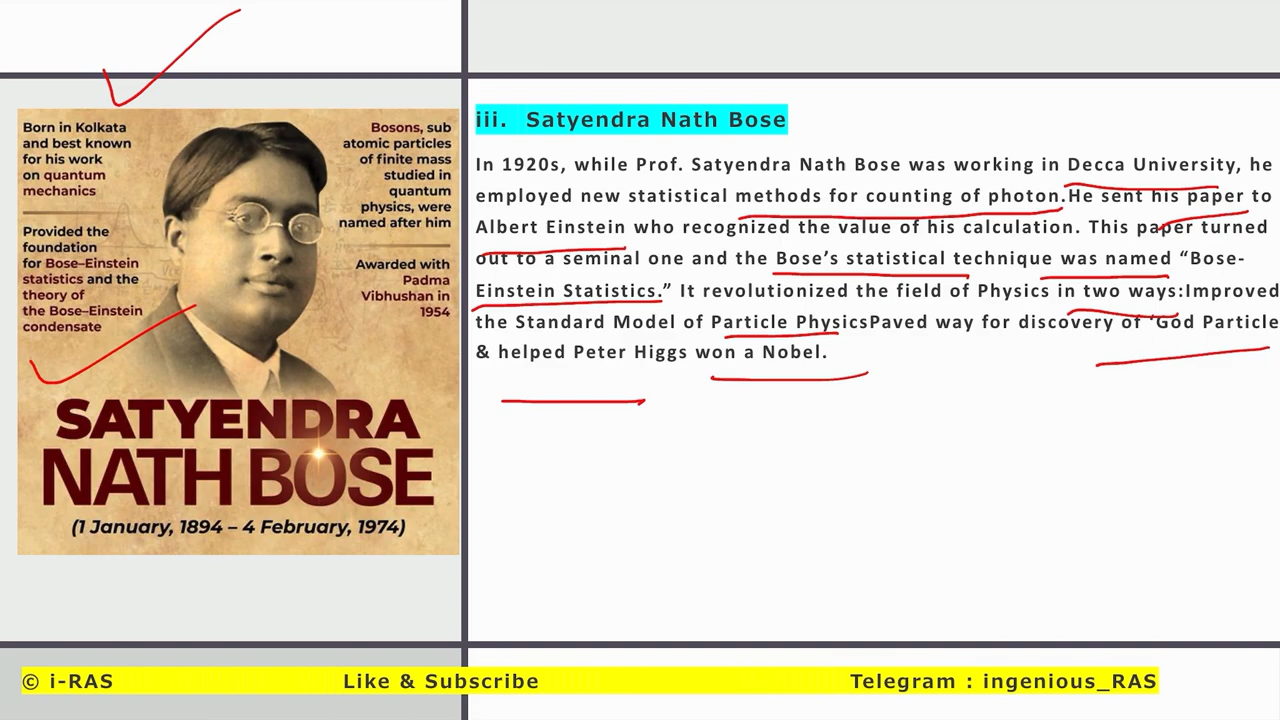 Born in Kolkata
and best known
for his work
on quantum
mechanics
Provided the
foundation
for Bose–Einstein
statistics and the
theory of
the Bose–Einstein
condensate
Bosons, sub
atomic particles
of finite mass
studied in
quantum
physics, were
named after him
Awarded with
Padma
Vibhushan in
1954
SATYENDRA
NATH BOSE
(1 January, 1894 – 4 February, 1974)
iii. Satyendra Nath Bose
In 1920s, while Prof. Satyendra Nath Bose was working in Decca University, he
employed new statistical methods for counting of photon.He sent his paper to
Albert Einstein who recognized the value of his calculation. This paper turned
out to a seminal one and the Bose’s statistical technique was named “Bose-
Einstein Statistics.” It revolutionized the field of Physics in two ways:Improved
the Standard Model of Particle PhysicsPaved way for discovery of ‘God Particle
& helped Peter Higgs won a Nobel.
© i-RAS Like & Subscribe Telegram : ingenious_RAS